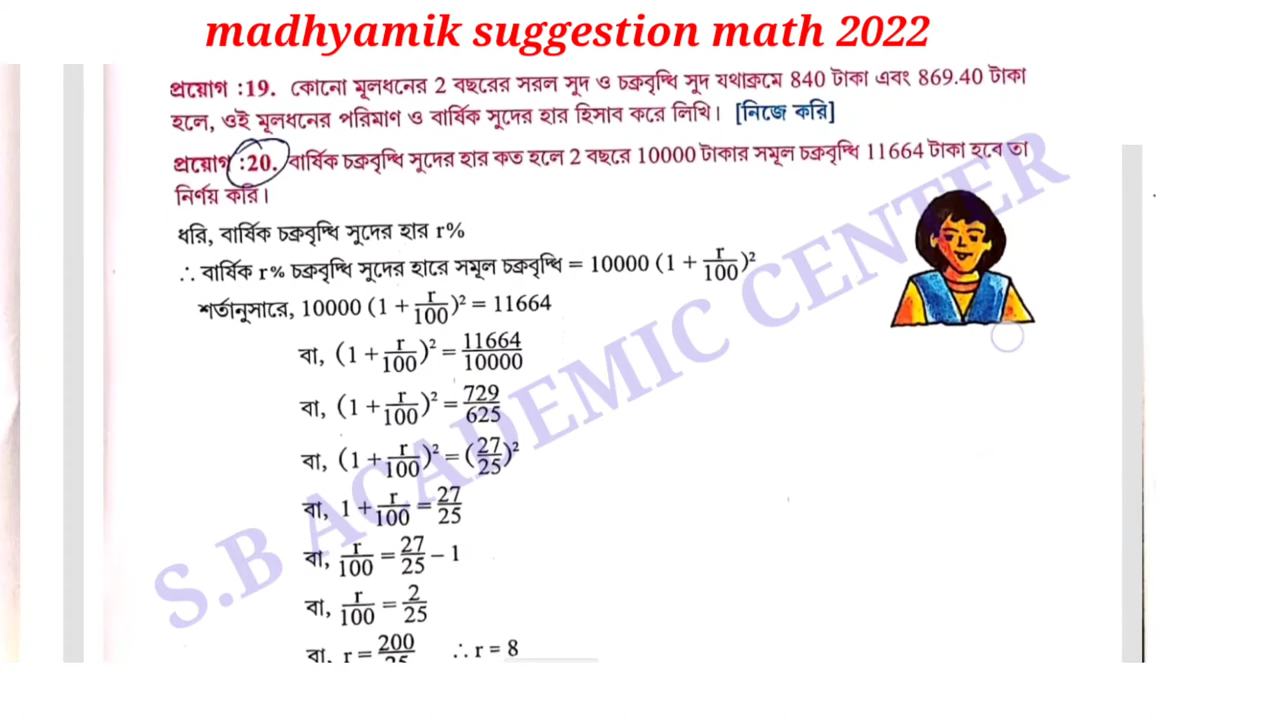 madhyamik suggestion math 2022
প্রয়োগ :19. কোনো মূলধনের 2 বছরের সরল সুদ ও চক্রবৃদ্ধি সুদ যথাক্রমে 840 টাকা এবং 869.40 টাকা
হলে, ওই মূলধনের পরিমাণ ও বার্ষিক সুদের হার হিসাব করে লিখি। [নিজে করি]
প্রয়োগ :20. বার্ষিক চক্রবৃদ্ধি সুদের হার কত হলে 2 বছরে 10000 টাকার সমূল চক্রবৃদ্ধি 11664 টাকা হবে তা
নির্ণয় করি।
ধরি, বার্ষিক চক্রবৃদ্ধি সুদের হার r%
∴ বার্ষিক r% চক্রবৃদ্ধি সুদের হারে সমূল চক্রবৃদ্ধি = 10000 (1 + r/100)²
শর্তানুসারে, 10000 (1 + r/100)² = 11664
বা, (1 + r/100)² = 11664/10000
বা, (1 + r/100)² = 729/625
বা, (1 + r/100)² = (27/25)²
বা, 1 + r/100 = 27/25
বা, r/100 = 27/25 – 1
বা, r/100 = 2/25
বা, r = 200/25 ∴ r = 8
S.B ACADEMIC CENTER